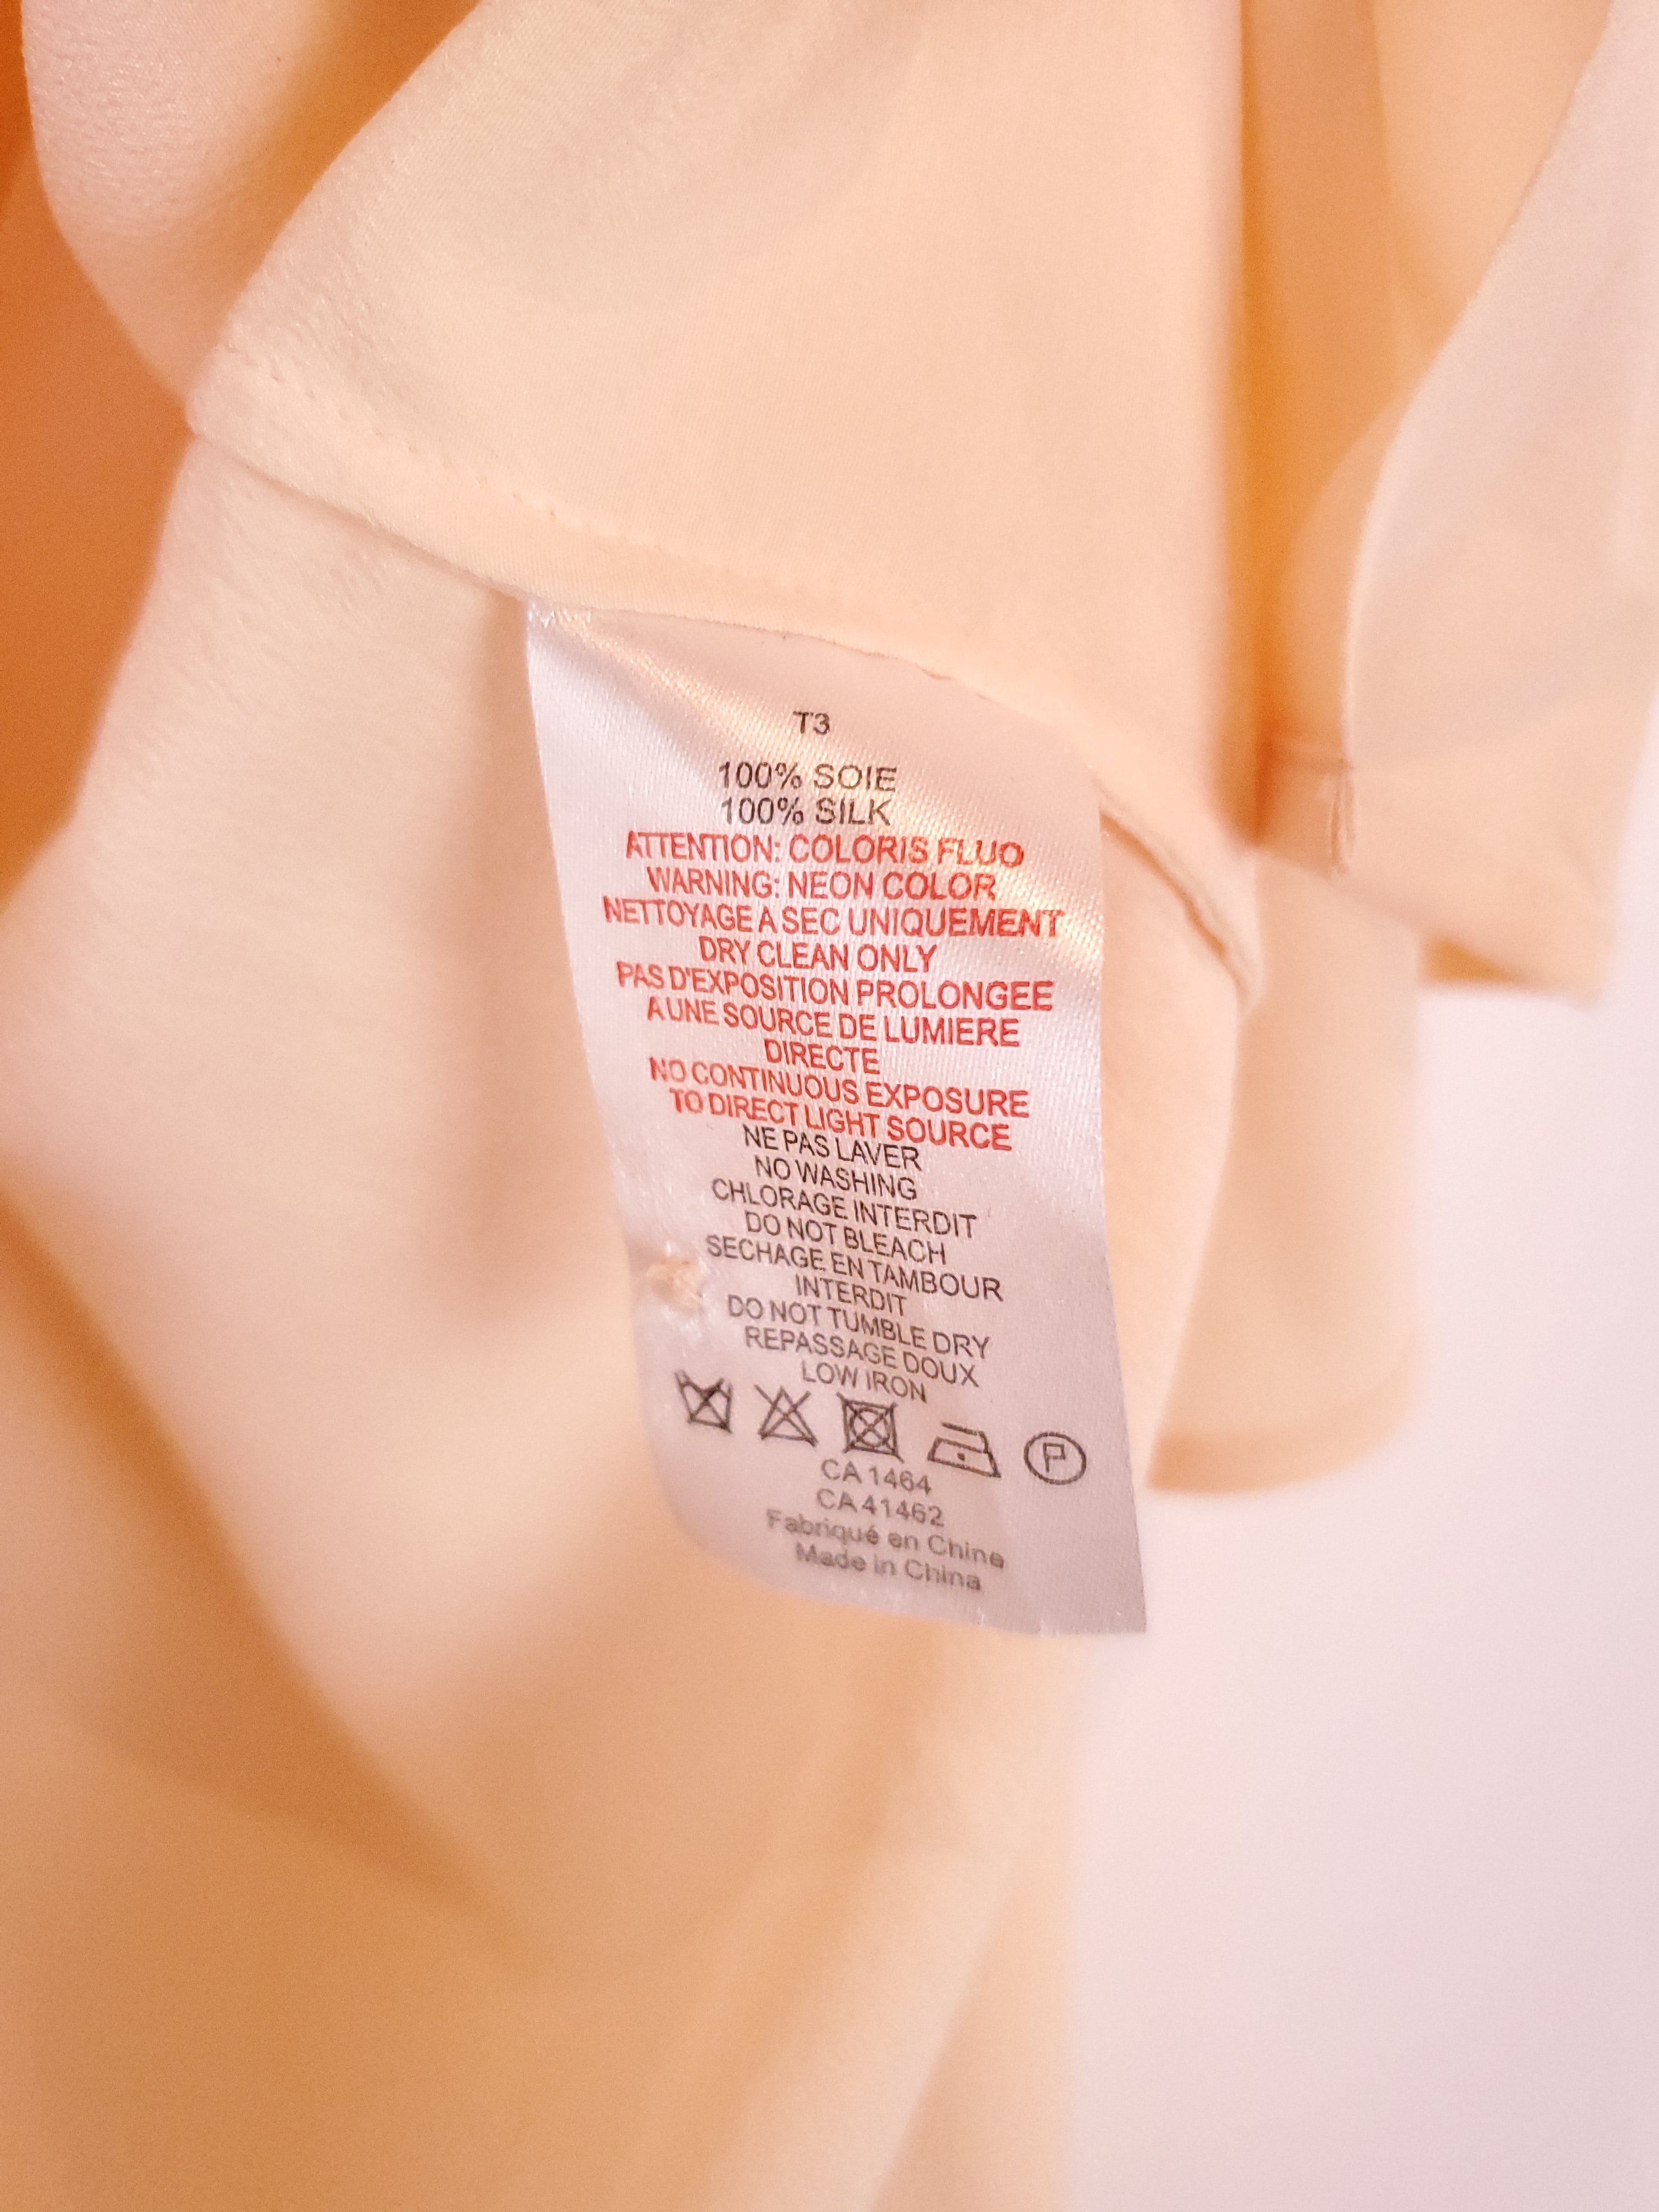 T3
100% SOIE
100% SILK
ATTENTION: COLORIS FLUO
WARNING: NEON COLOR
NETTOYAGE A SEC UNIQUEMENT
DRY CLEAN ONLY
PAS D'EXPOSITION PROLONGEE
A UNE SOURCE DE LUMIERE
DIRECTE
NO CONTINUOUS EXPOSURE
TO DIRECT LIGHT SOURCE
NE PAS LAVER
NO WASHING
CHLORAGE INTERDIT
DO NOT BLEACH
SECHAGE EN TAMBOUR
INTERDIT
DO NOT TUMBLE DRY
REPASSAGE DOUX
LOW IRON
P
CA 1464
CA 41462
Fabriqué en Chine
Made in China